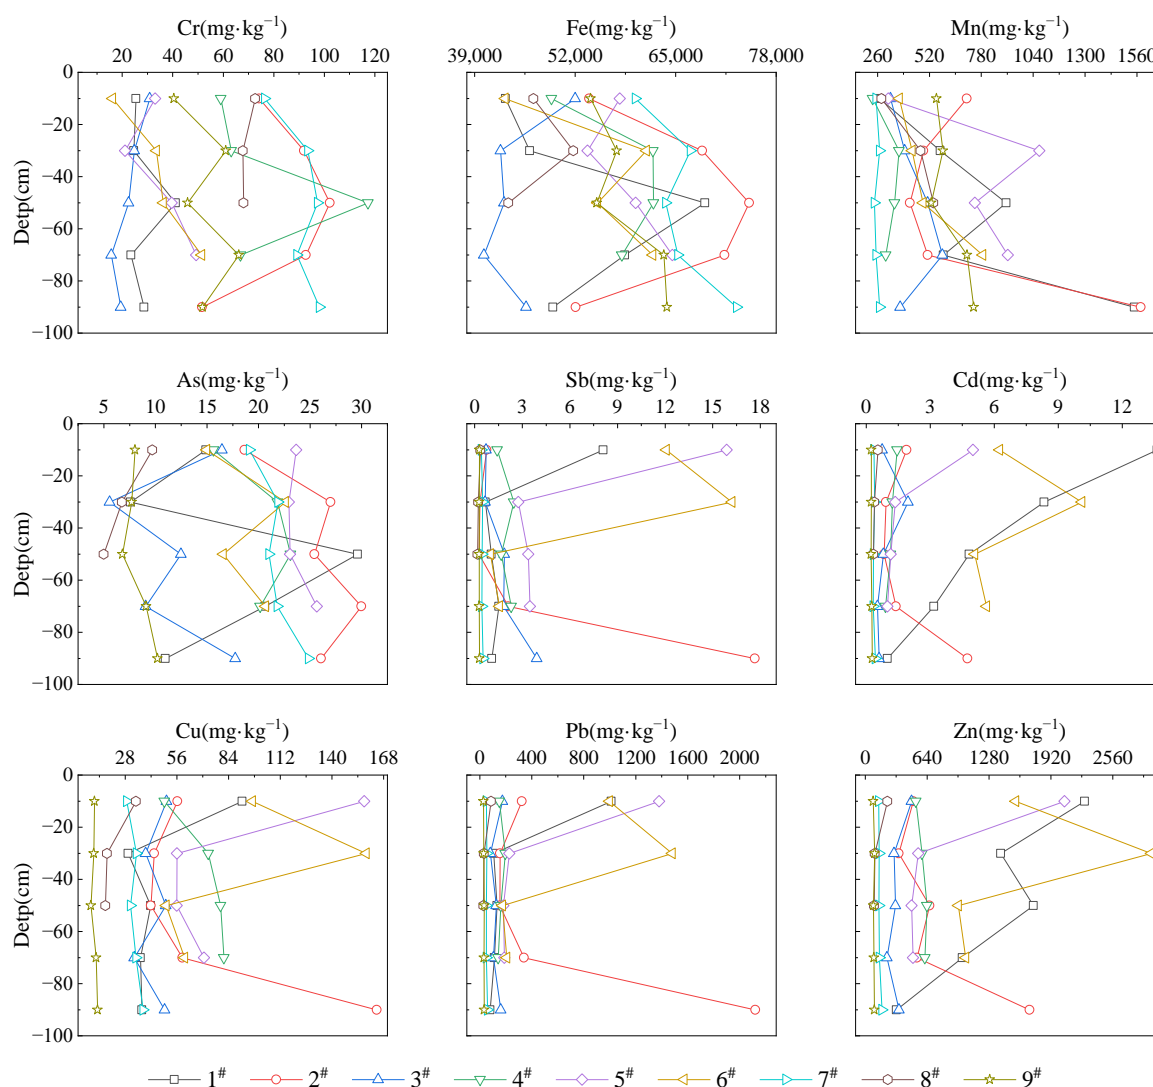 Cr(mg·kg⁻¹) Fe(mg·kg⁻¹) Mn(mg·kg⁻¹)
20 40 60 80 100 120 39,000 52,000 65,000 78,000 260 520 780 1040 1300 1560
0
−20
−40
−60
−80
−100
Detp(cm)
As(mg·kg⁻¹) Sb(mg·kg⁻¹) Cd(mg·kg⁻¹)
5 10 15 20 25 30 0 3 6 9 12 15 18 0 3 6 9 12
0
−20
−40
−60
−80
−100
Detp(cm)
Cu(mg·kg⁻¹) Pb(mg·kg⁻¹) Zn(mg·kg⁻¹)
28 56 84 112 140 168 0 400 800 1200 1600 2000 0 640 1280 1920 2560
0
−20
−40
−60
−80
−100
Detp(cm)
1# 2# 3# 4# 5# 6# 7# 8# 9#